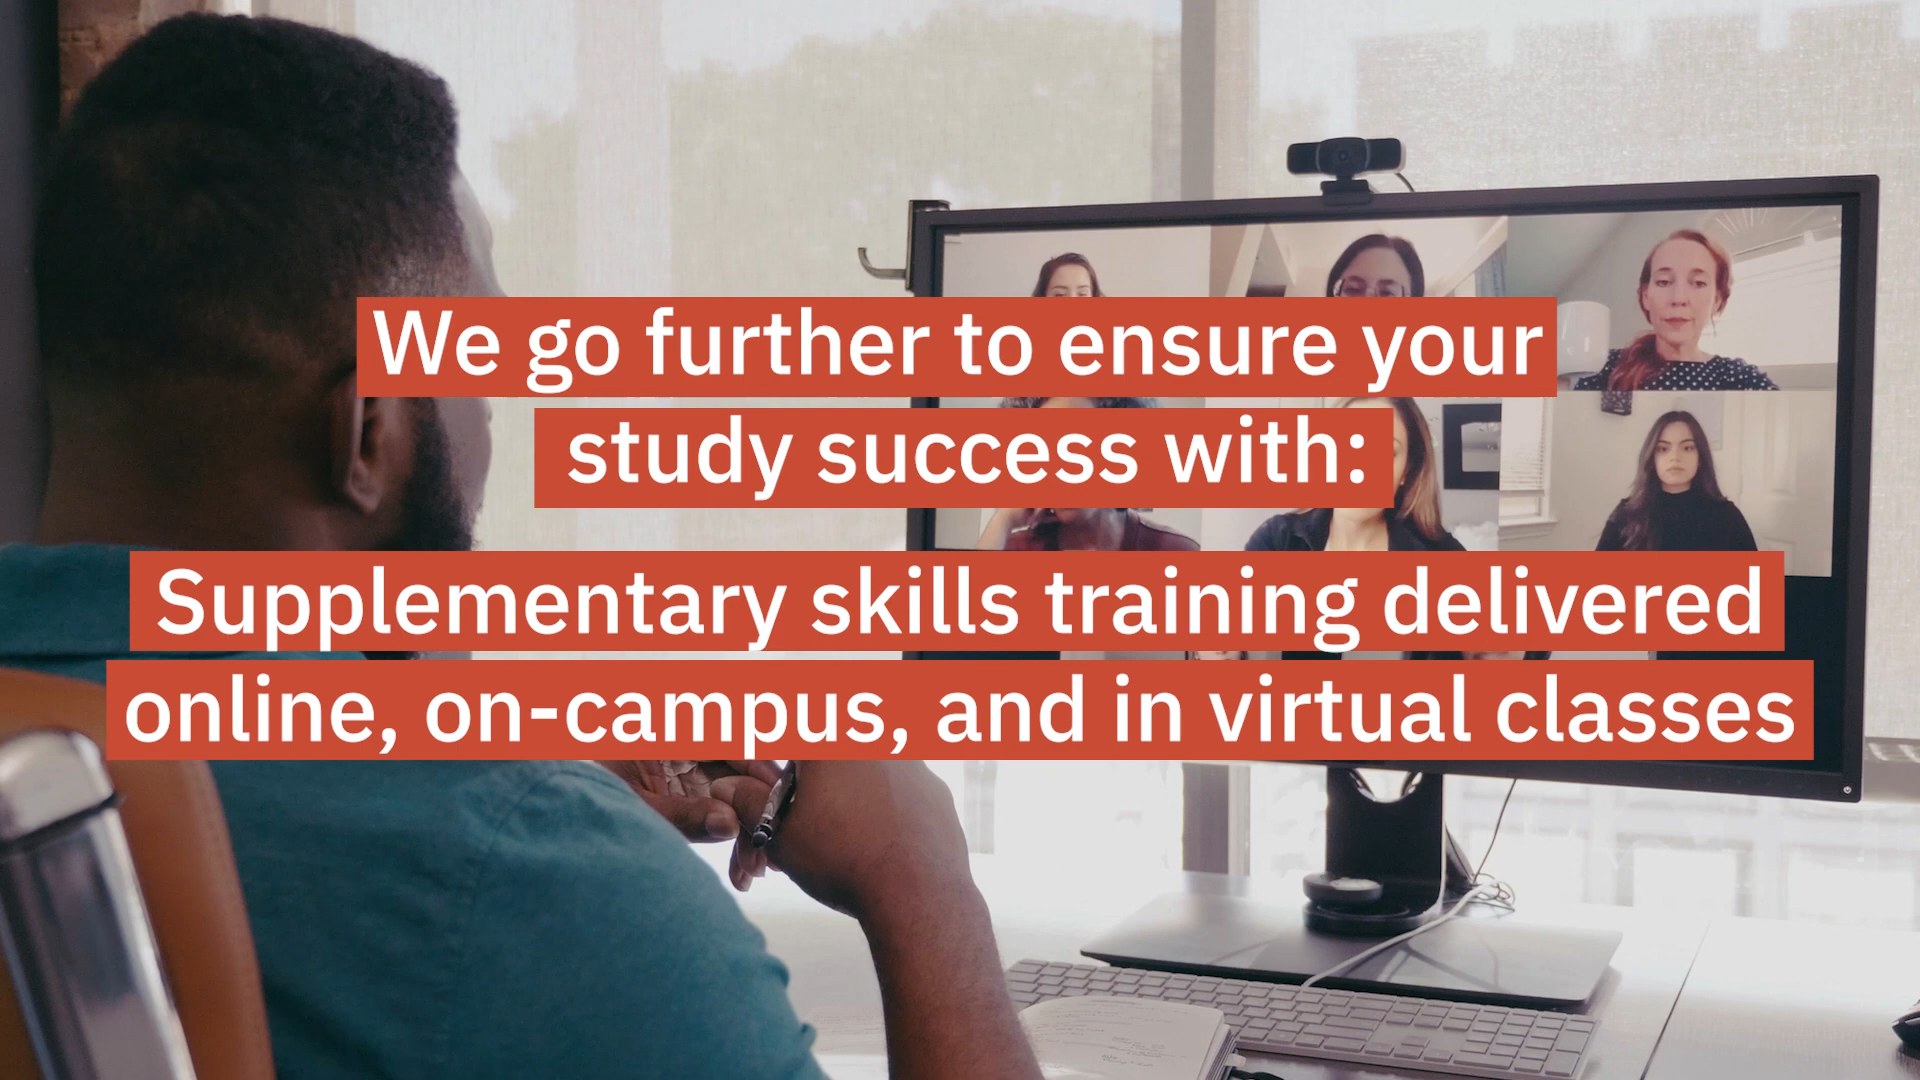 We go further to ensure your
study success with:
Supplementary skills training delivered
online, on-campus, and in virtual classes